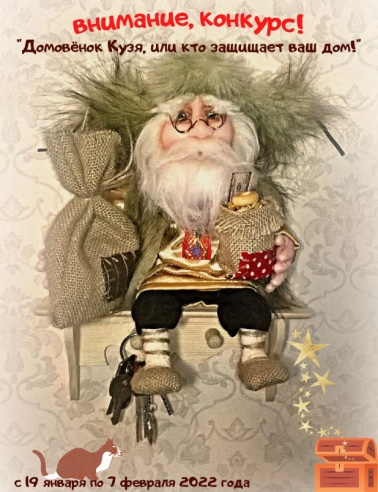 внимание, конкурс!
"Домовёнок Кузя, или кто защищает ваш дом!"
с 19 января по 7 февраля 2022 года